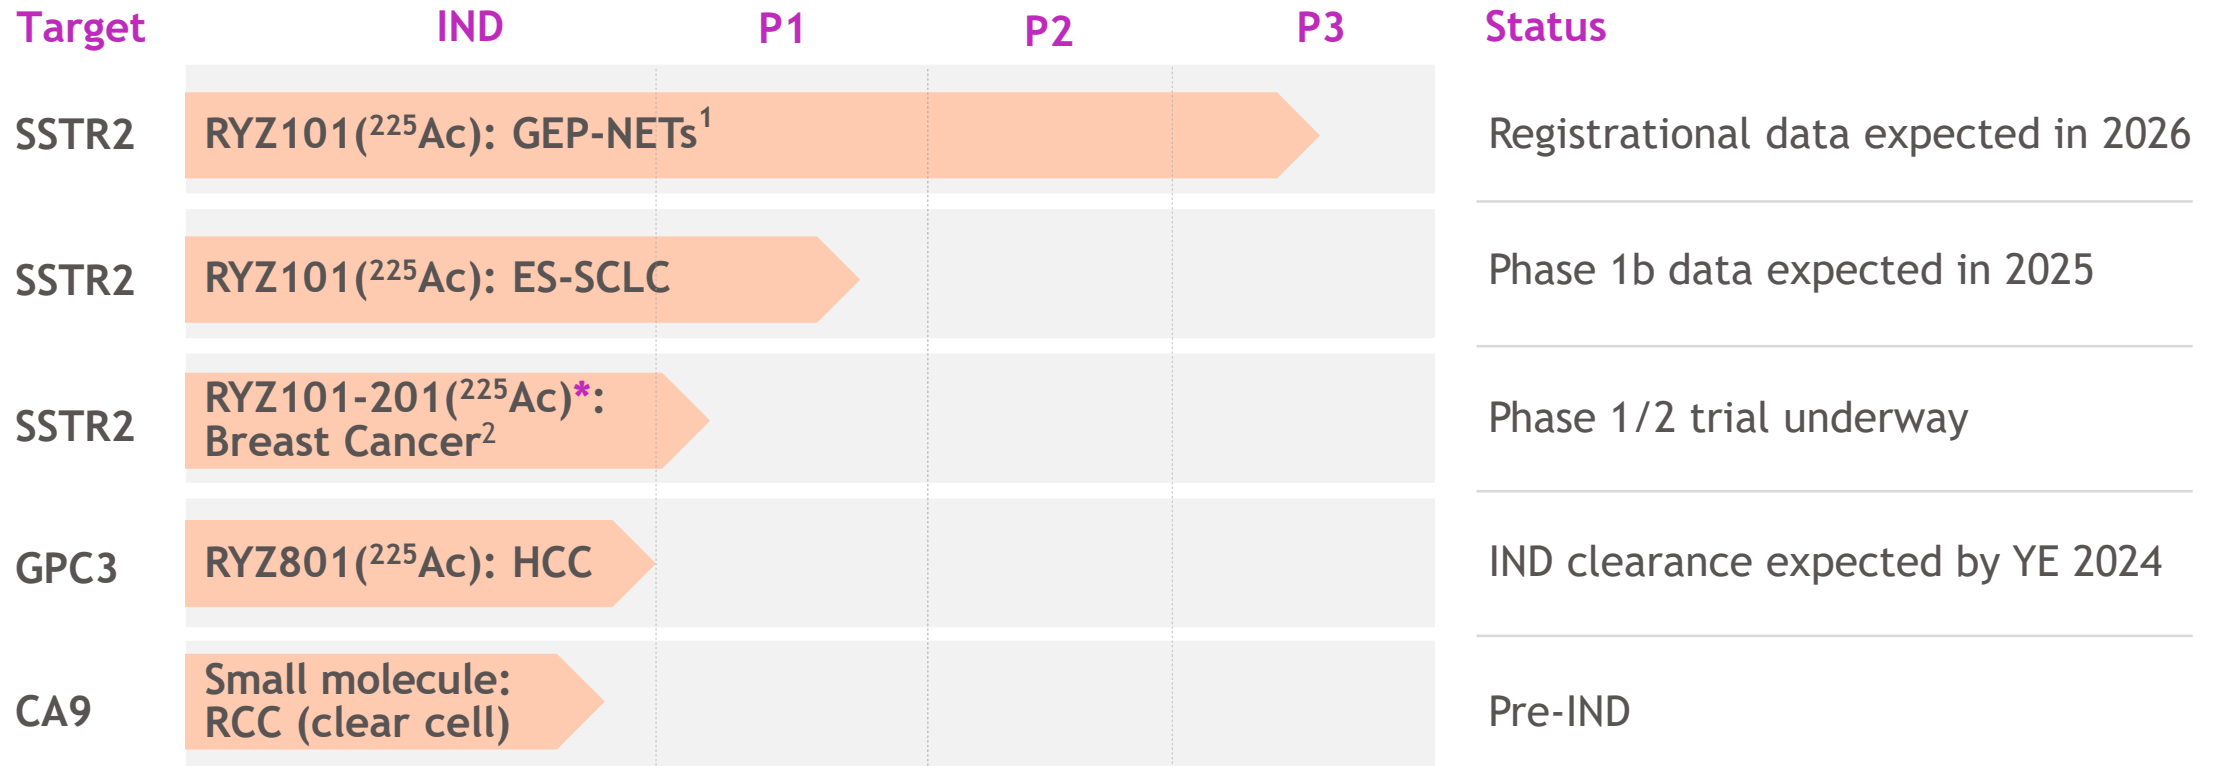 Target IND P1 P2 P3 Status
SSTR2 RYZ101(²²⁵Ac): GEP-NETs¹ Registrational data expected in 2026
SSTR2 RYZ101(²²⁵Ac): ES-SCLC Phase 1b data expected in 2025
SSTR2 RYZ101-201(²²⁵Ac)*:
Breast Cancer² Phase 1/2 trial underway
GPC3 RYZ801(²²⁵Ac): HCC IND clearance expected by YE 2024
CA9 Small molecule:
RCC (clear cell) Pre-IND